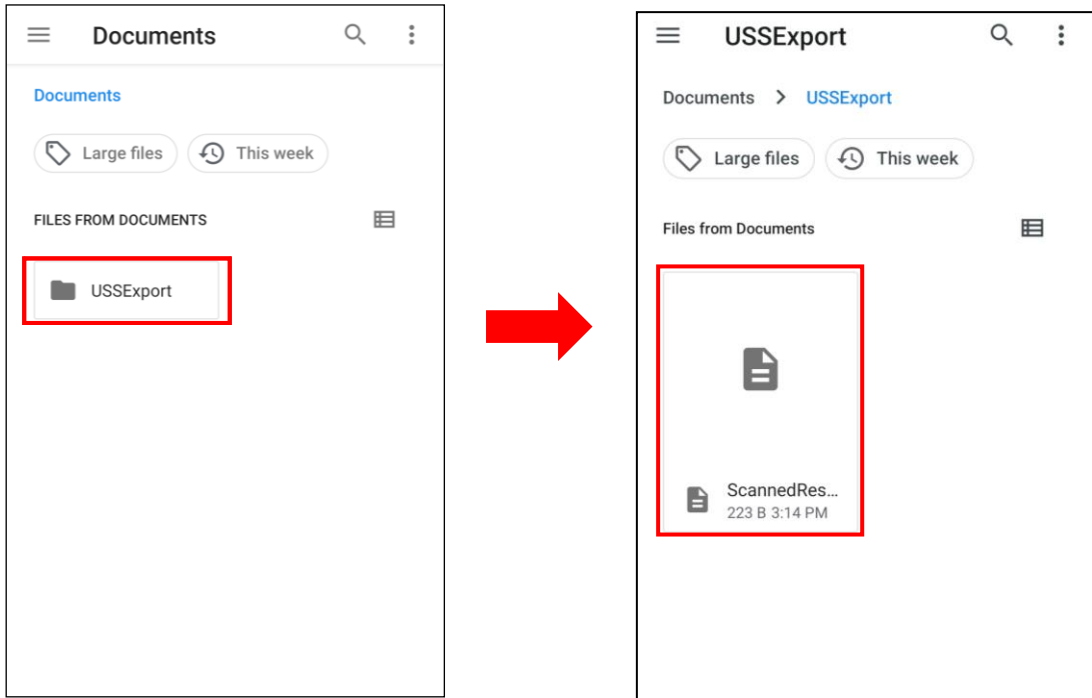 Documents
Documents
Large files
This week
FILES FROM DOCUMENTS
USSExport
USSExport
Documents > USSExport
Large files
This week
Files from Documents
ScannedRes...
223 B 3:14 PM